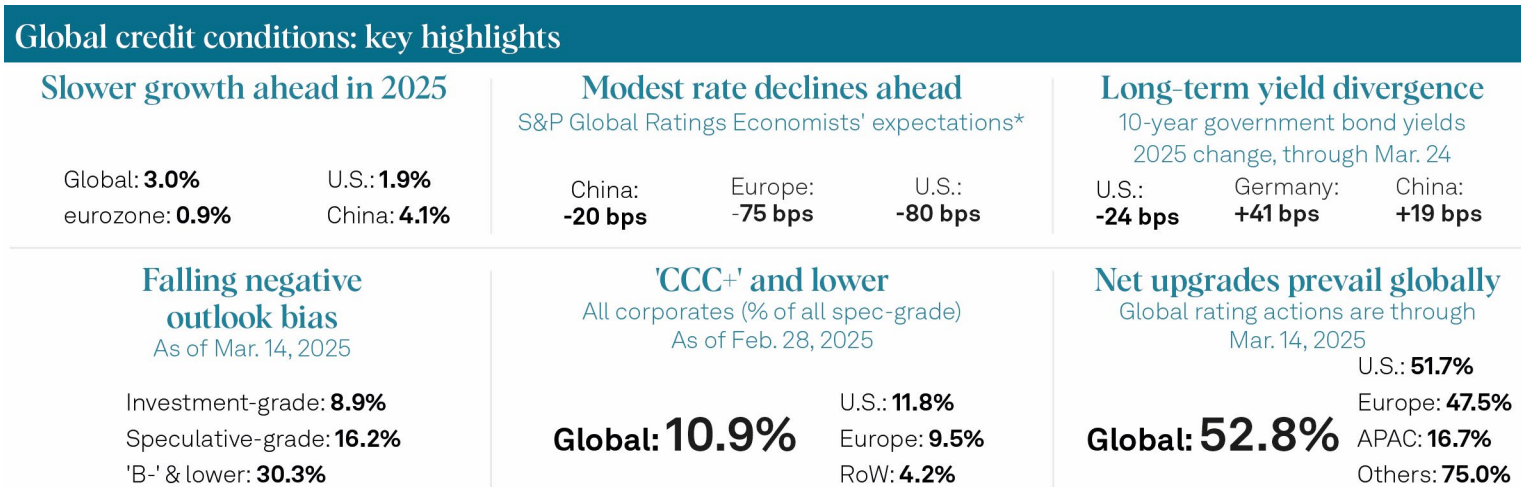 Global credit conditions: key highlights
Slower growth ahead in 2025
Global: 3.0%
U.S.: 1.9%
eurozone: 0.9%
China: 4.1%
Modest rate declines ahead
S&P Global Ratings Economists' expectations*
China:
-20 bps
Europe:
-75 bps
U.S.:
-80 bps
Long-term yield divergence
10-year government bond yields
2025 change, through Mar. 24
U.S.:
-24 bps
Germany:
+41 bps
China:
+19 bps
Falling negative
outlook bias
As of Mar. 14, 2025
Investment-grade: 8.9%
Speculative-grade: 16.2%
'B-' & lower: 30.3%
'CCC+' and lower
All corporates (% of all spec-grade)
As of Feb. 28, 2025
Global: 10.9%
U.S.: 11.8%
Europe: 9.5%
RoW: 4.2%
Net upgrades prevail globally
Global rating actions are through
Mar. 14, 2025
Global: 52.8%
U.S.: 51.7%
Europe: 47.5%
APAC: 16.7%
Others: 75.0%